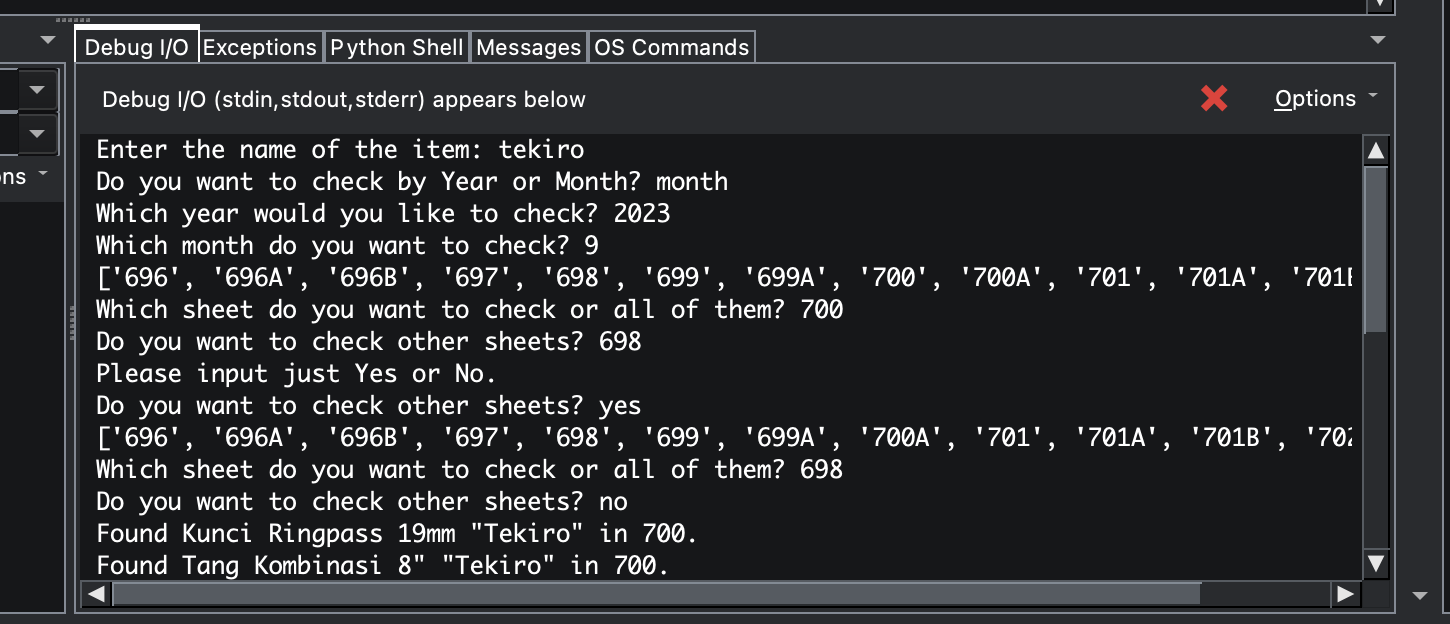 Debug I/O Exceptions Python Shell Messages OS Commands
Debug I/O (stdin,stdout,stderr) appears below
Options
ons
Enter the name of the item: tekiro
Do you want to check by Year or Month? month
Which year would you like to check? 2023
Which month do you want to check? 9
['696', '696A', '696B', '697', '698', '699', '699A', '700', '700A', '701', '701A', '701B
Which sheet do you want to check or all of them? 700
Do you want to check other sheets? 698
Please input just Yes or No.
Do you want to check other sheets? yes
['696', '696A', '696B', '697', '698', '699', '699A', '700A', '701', '701A', '701B', '702
Which sheet do you want to check or all of them? 698
Do you want to check other sheets? no
Found Kunci Ringpass 19mm "Tekiro" in 700.
Found Tang Kombinasi 8" "Tekiro" in 700.